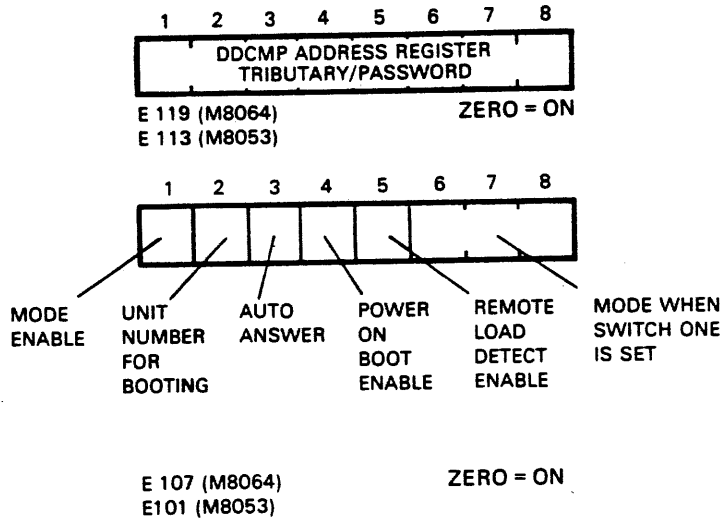 1 2 3 4 5 6 7 8
DDCMP ADDRESS REGISTER
TRIBUTARY/PASSWORD
E 119 (M8064) ZERO = ON
E 113 (M8053)
1 2 3 4 5 6 7 8
MODE
ENABLE
UNIT
NUMBER
FOR
BOOTING
AUTO
ANSWER
POWER
ON
BOOT
ENABLE
REMOTE
LOAD
DETECT
ENABLE
MODE WHEN
SWITCH ONE
IS SET
E 107 (M8064) ZERO = ON
E101 (M8053)